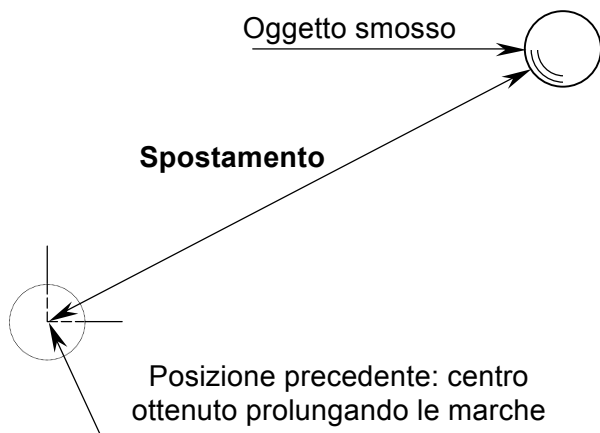 Oggetto smosso
Spostamento
Posizione precedente: centro
ottenuto prolungando le marche